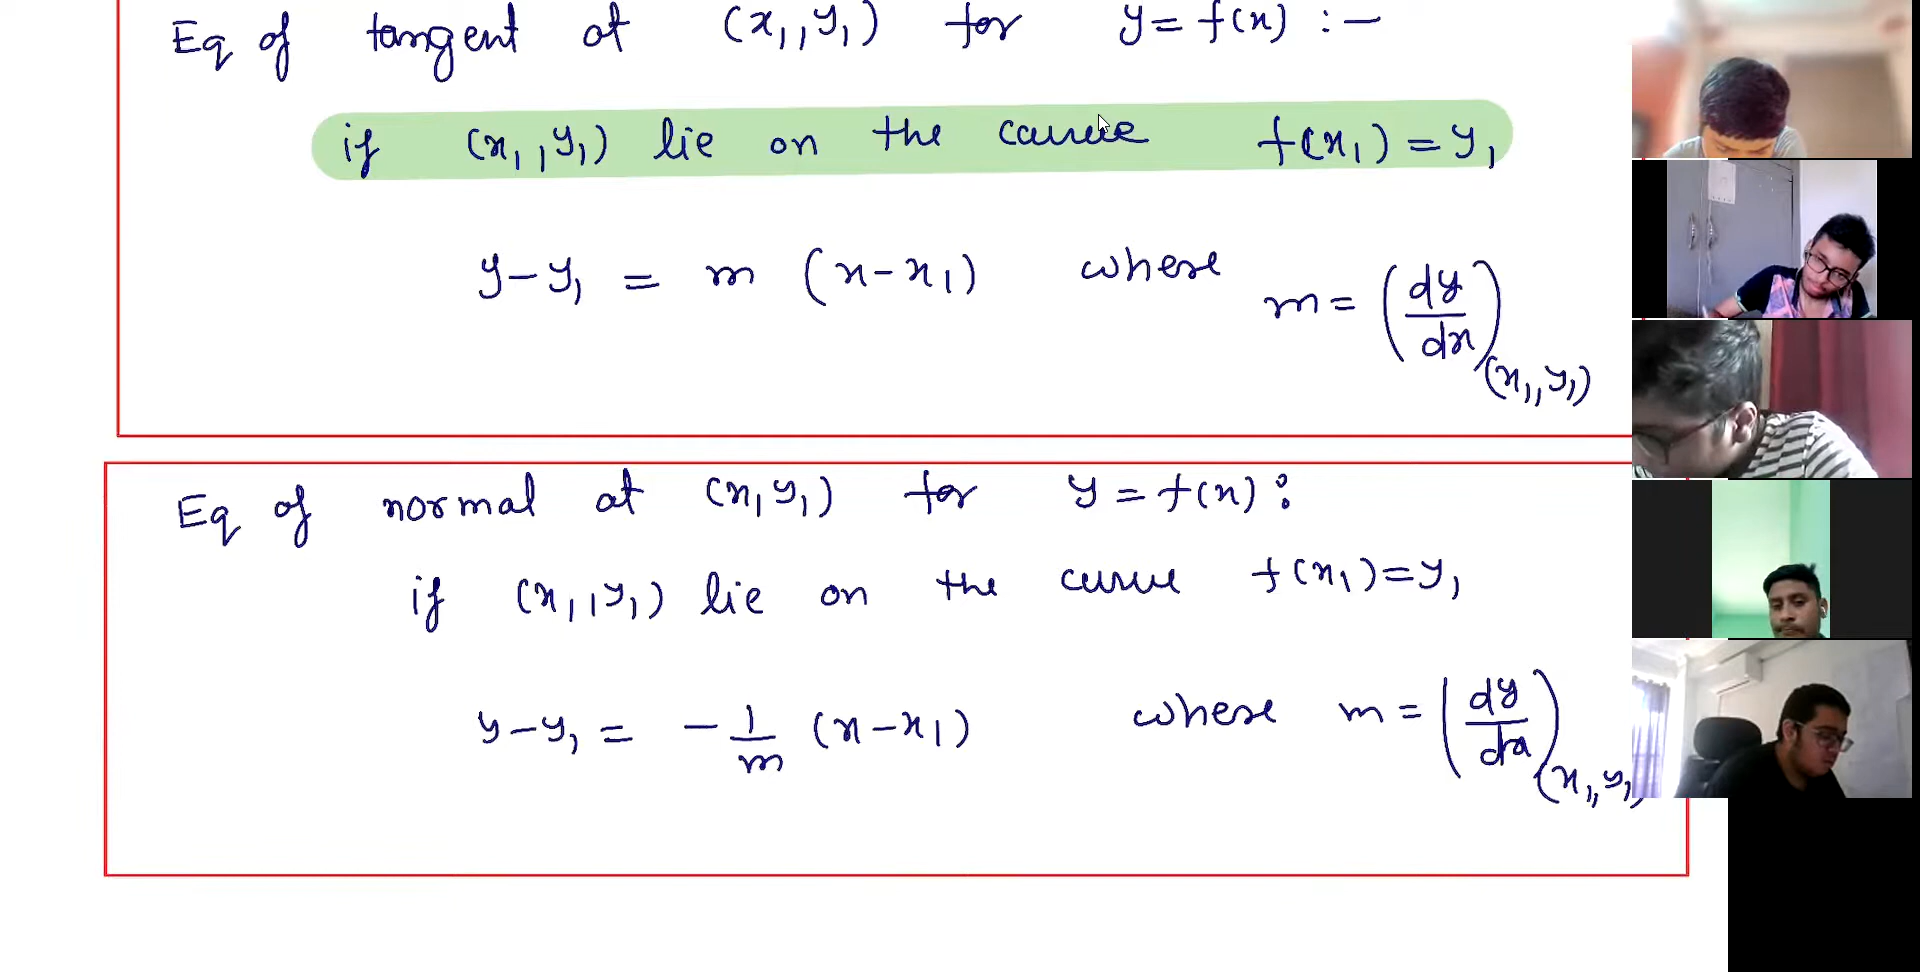 Eq of tangent at (x₁,y₁) for y = f(x) :-
if (x₁,y₁) lie on the curve f(x₁) = y₁
y-y₁ = m (x-x₁) where m = (dy/dx)(x₁,y₁)
Eq of normal at (x₁y₁) for y = f(x) :
if (x₁,y₁) lie on the curve f(x₁)=y₁
y-y₁ = -1/m (x-x₁) where m = (dy/dx)(x₁,y₁